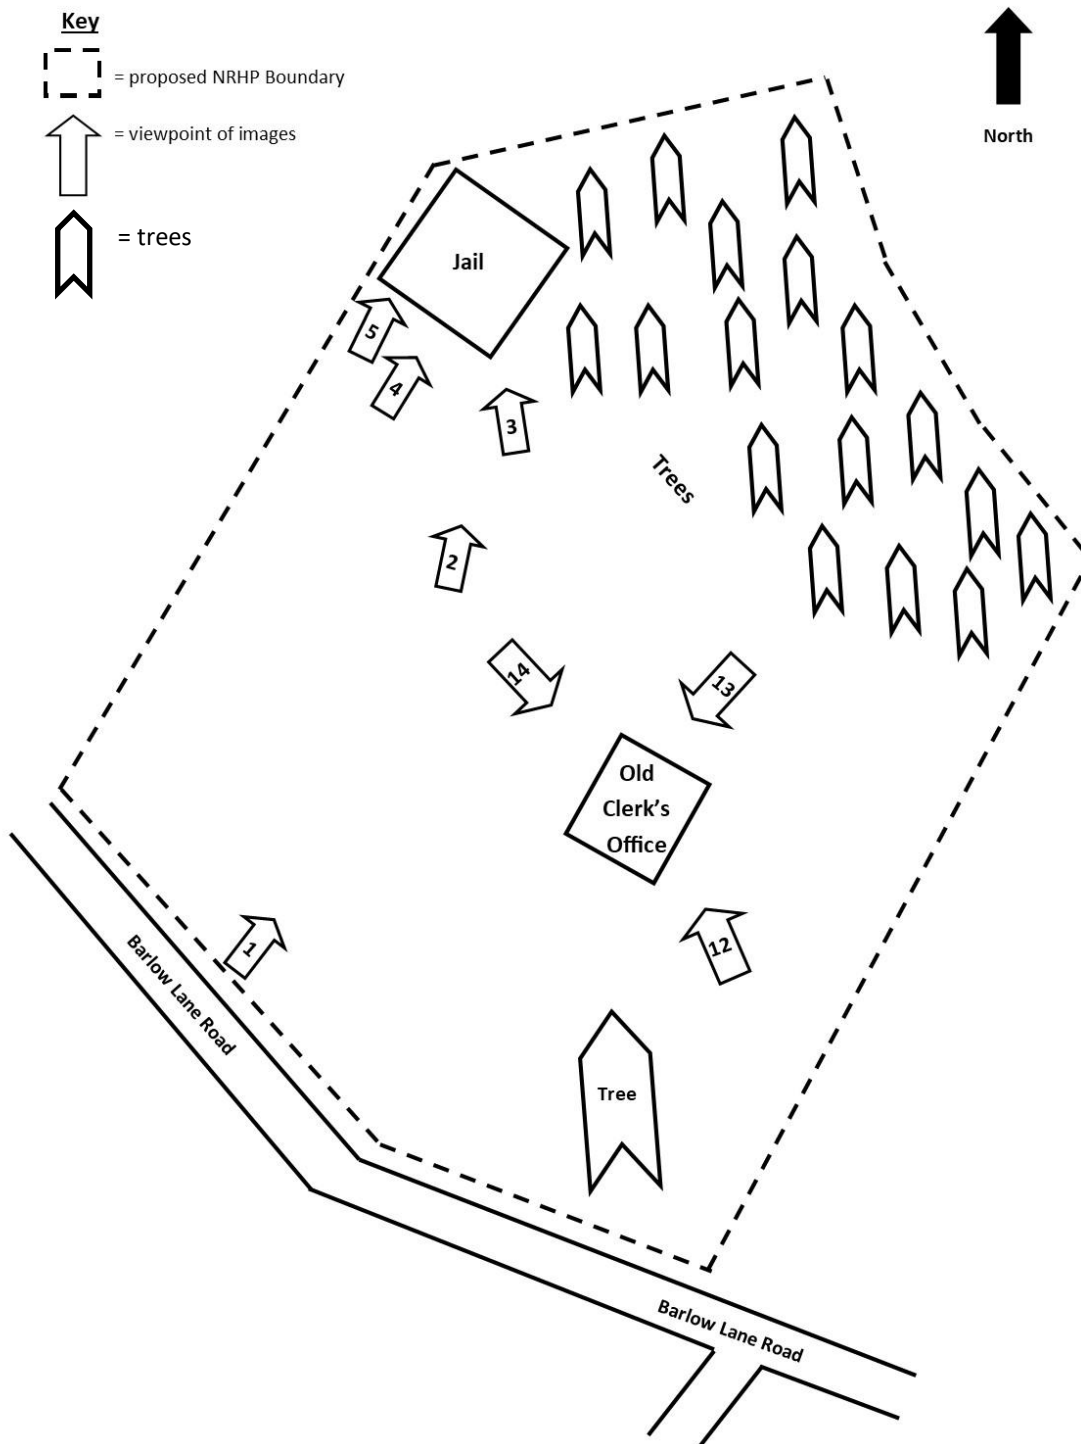 Key
= proposed NRHP Boundary
= viewpoint of images
= trees
North
Jail
5
4
3
Trees
2
14
13
Old
Clerk’s
Office
1
12
Barlow Lane Road
Tree
Barlow Lane Road